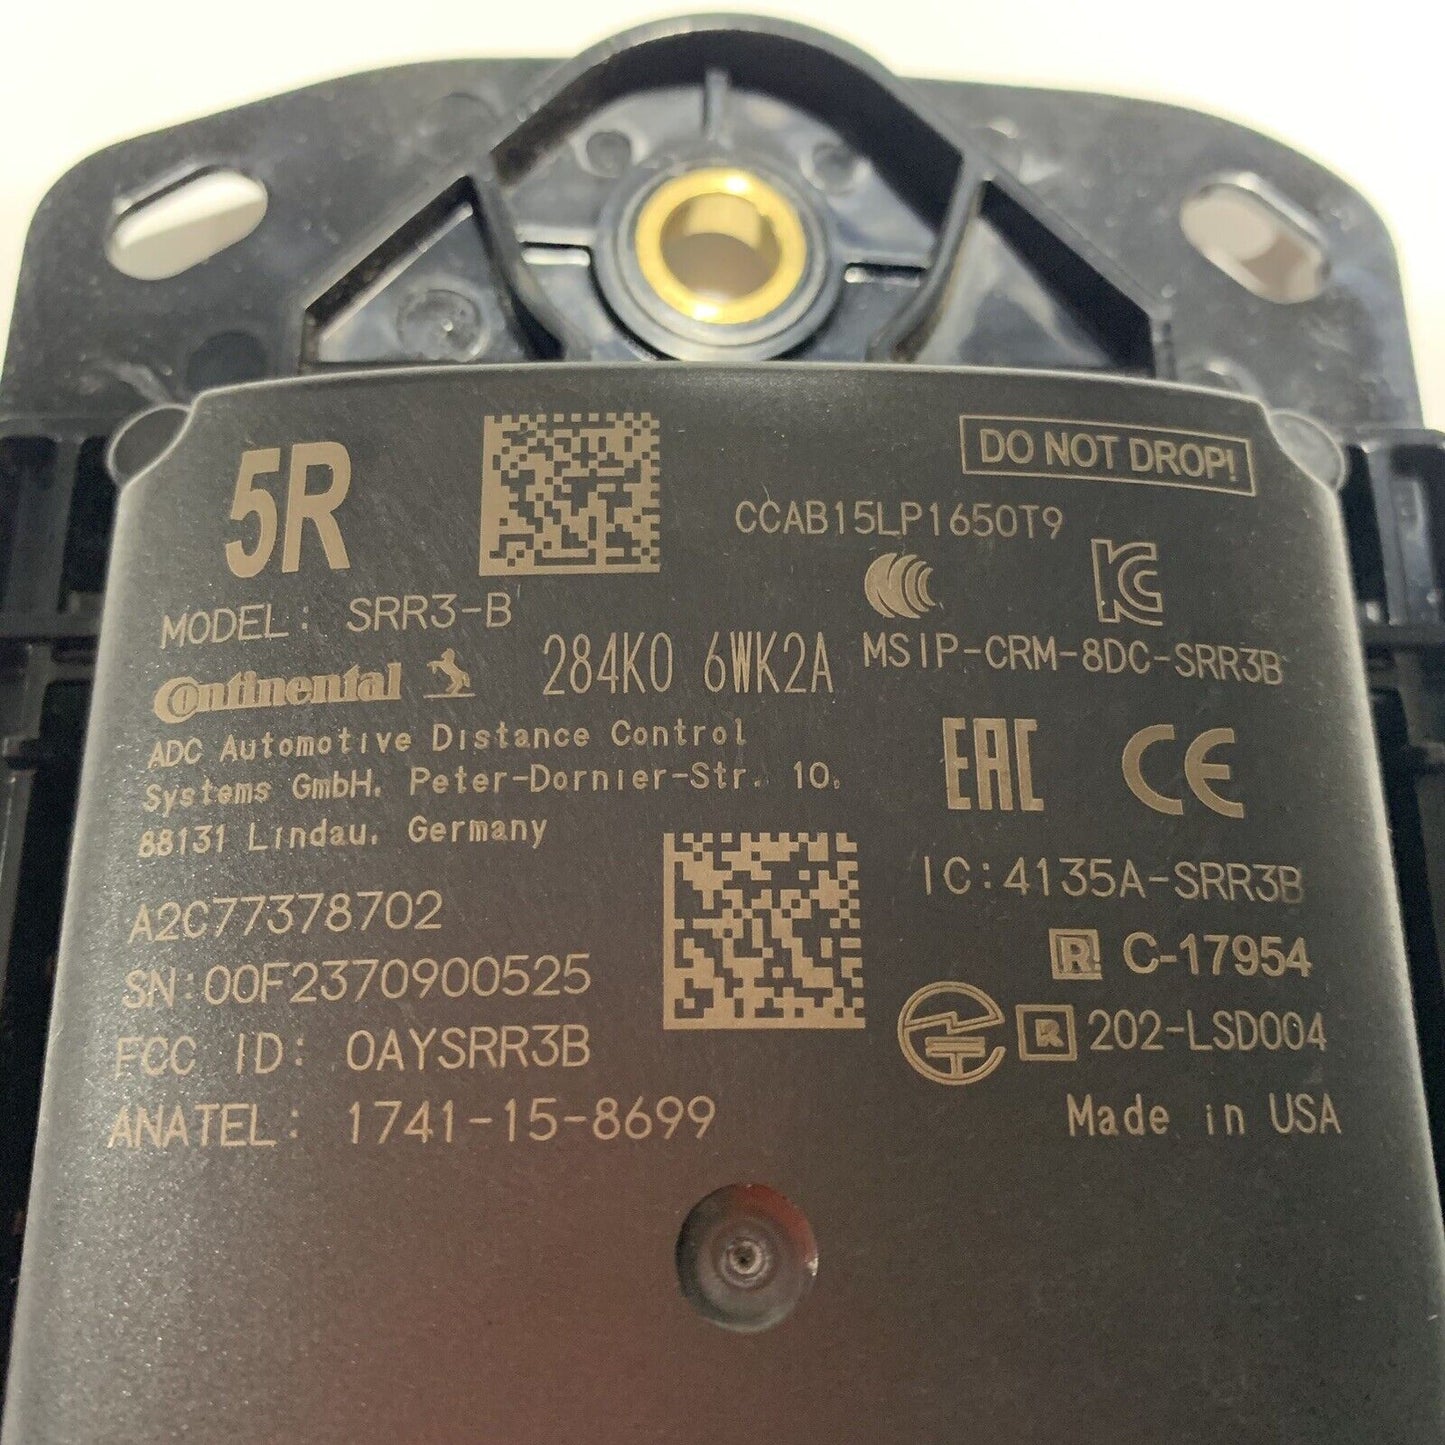 5R
DO NOT DROP!
CCAB15LP1650T9
MODEL: SRR3-B
Continental
284K0 6WK2A
MSIP-CRM-8DC-SRR3B
ADC Automotive Distance Control
Systems GmbH. Peter-Dornier-Str. 10.
88131 Lindau. Germany
EAC CE
IC:4135A-SRR3B
A2C77378702
SN:00F2370900525
R! C-17954
FCC ID: OAYSRR3B
R 202-LSD004
ANATEL: 1741-15-8699
Made in USA